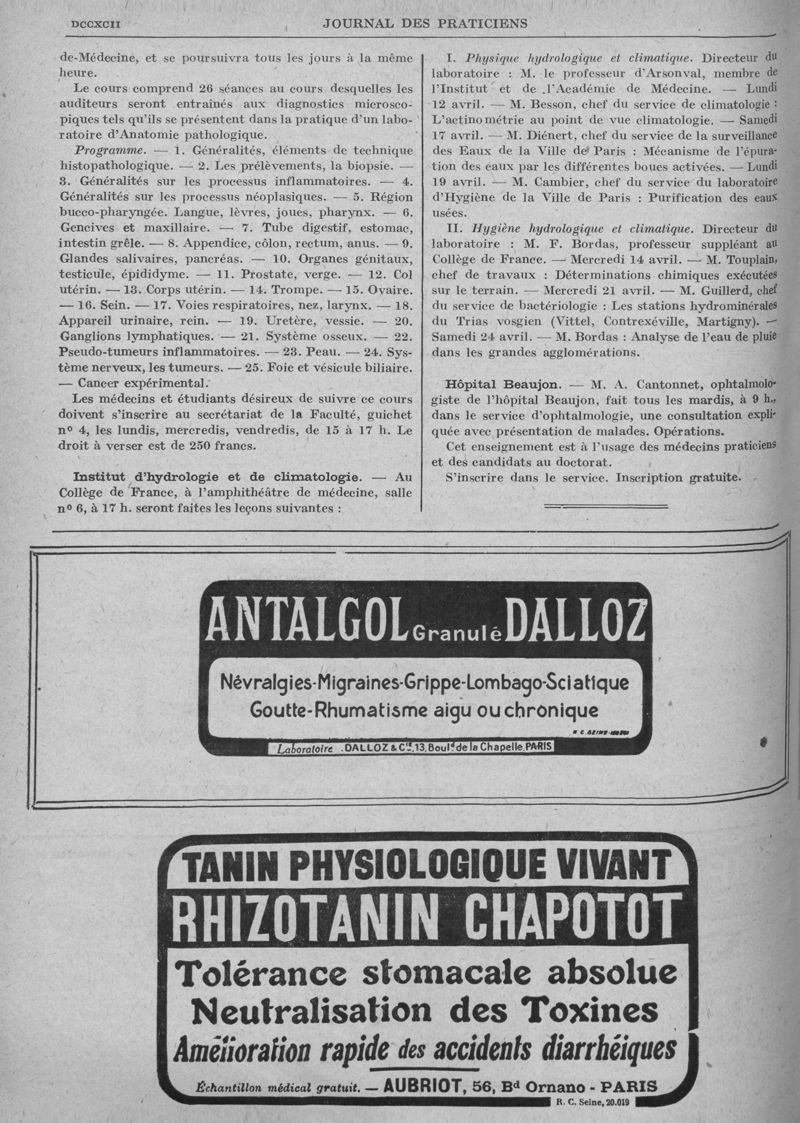 DCCXCII
JOURNAL DES PRATICIENS
de-Médecine, et se poursuivra tous les jours à la même
heure.
Le cours comprend 26 séances au cours desquelles les
auditeurs seront entraînés aux diagnostics microsco-
piques tels qu'ils se présentent dans la pratique d'un labo-
ratoire d'Anatomie pathologique.
Programme. — 1. Généralités, éléments de technique
histopathologique. — 2. Les prélèvements, la biopsie. —
3. Généralités sur les processus inflammatoires. — 4.
Généralités sur les processus néoplasiques. — 5. Région
bucco-pharyngée. Langue, lèvres, joues, pharynx. — 6.
Gencives et maxillaire. — 7. Tube digestif, estomac,
intestin grêle. — 8. Appendice, côlon, rectum, anus. — 9.
Glandes salivaires, pancréas. — 10. Organes génitaux,
testicule, épididyme. — 11. Prostate, verge. — 12. Col
utérin. — 13. Corps utérin. — 14. Trompe. — 15. Ovaire.
— 16. Sein. — 17. Voies respiratoires, nez, larynx. — 18.
Appareil urinaire, rein. — 19. Uretère, vessie. — 20.
Ganglions lymphatiques. — 21. Système osseux. — 22.
Pseudo-tumeurs inflammatoires. — 23. Peau. — 24. Sys-
tème nerveux, les tumeurs. — 25. Foie et vésicule biliaire.
— Cancer expérimental.
Les médecins et étudiants désireux de suivre ce cours
doivent s'inscrire au secrétariat de la Faculté, guichet
nº 4, les lundis, mercredis, vendredis, de 15 à 17 h. Le
droit à verser est de 250 francs.
Institut d'hydrologie et de climatologie. — Au
Collège de France, à l'amphithéâtre de médecine, salle
nº 6, à 17 h. seront faites les leçons suivantes :
I. Physique hydrologique et climatique. Directeur du
laboratoire : M. le professeur d'Arsonval, membre de
l'Institut et de l'Académie de Médecine. — Lundi
12 avril. — M. Besson, chef du service de climatologie :
L'actinométrie au point de vue climatologie. — Samedi
17 avril. — M. Diénert, chef du service de la surveillance
des Eaux de la Ville de Paris : Mécanisme de l'épura-
tion des eaux par les différentes boues activées. — Lundi
19 avril. — M. Cambier, chef du service du laboratoire
d'Hygiène de la Ville de Paris : Purification des eaux
usées.
II. Hygiène hydrologique et climatique. Directeur du
laboratoire : M. F. Bordas, professeur suppléant au
Collège de France. — Mercredi 14 avril. — M. Touplain,
chef de travaux : Déterminations chimiques exécutées
sur le terrain. — Mercredi 21 avril. — M. Guillerd, chef
du service de bactériologie : Les stations hydrominérales
du Trias vosgien (Vittel, Contrexéville, Martigny). —
Samedi 24 avril. — M. Bordas : Analyse de l'eau de pluie
dans les grandes agglomérations.
Hôpital Beaujon. — M. A. Cantonnet, ophtalmolo-
giste de l'hôpital Beaujon, fait tous les mardis, à 9 h.,
dans le service d'ophtalmologie, une consultation expli-
quée avec présentation de malades. Opérations.
Cet enseignement est à l'usage des médecins praticiens
et des candidats au doctorat.
S'inscrire dans le service. Inscription gratuite.
ANTALGOL Granulé DALLOZ
Névralgies-Migraines-Grippe-Lombago-Sciatique
Goutte-Rhumatisme aigu ou chronique
Laboratoire .DALLOZ & Cie, 13, Bould de la Chapelle, PARIS
TANIN PHYSIOLOGIQUE VIVANT
RHIZOTANIN CHAPOTOT
Tolérance stomacale absolue
Neutralisation des Toxines
Amélioration rapide des accidents diarrhéiques
Échantillon médical gratuit. — AUBRIOT, 56, Bd Ornano - PARIS
R. C. Seine, 20.019